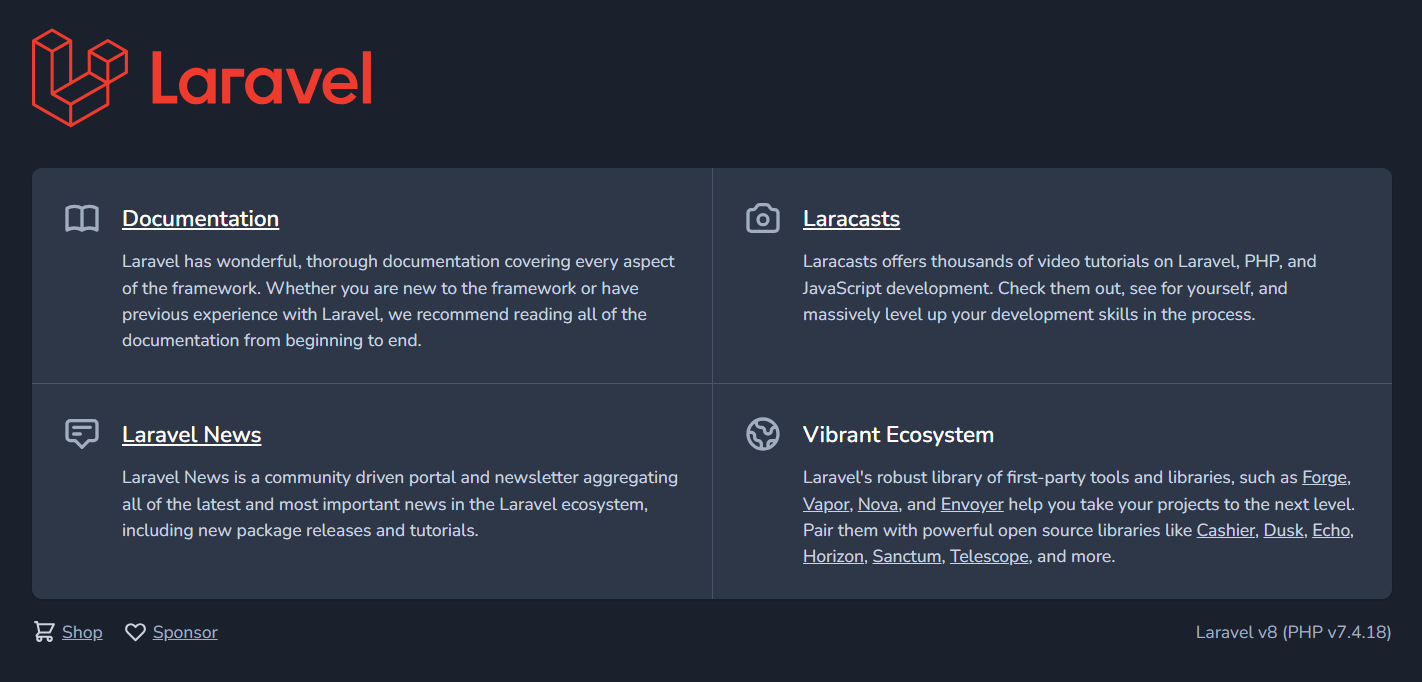 Laravel
Documentation
Laravel has wonderful, thorough documentation covering every aspect
of the framework. Whether you are new to the framework or have
previous experience with Laravel, we recommend reading all of the
documentation from beginning to end.
Laracasts
Laracasts offers thousands of video tutorials on Laravel, PHP, and
JavaScript development. Check them out, see for yourself, and
massively level up your development skills in the process.
Laravel News
Laravel News is a community driven portal and newsletter aggregating
all of the latest and most important news in the Laravel ecosystem,
including new package releases and tutorials.
Vibrant Ecosystem
Laravel's robust library of first-party tools and libraries, such as Forge,
Vapor, Nova, and Envoyer help you take your projects to the next level.
Pair them with powerful open source libraries like Cashier, Dusk, Echo,
Horizon, Sanctum, Telescope, and more.
Shop
Sponsor
Laravel v8 (PHP v7.4.18)